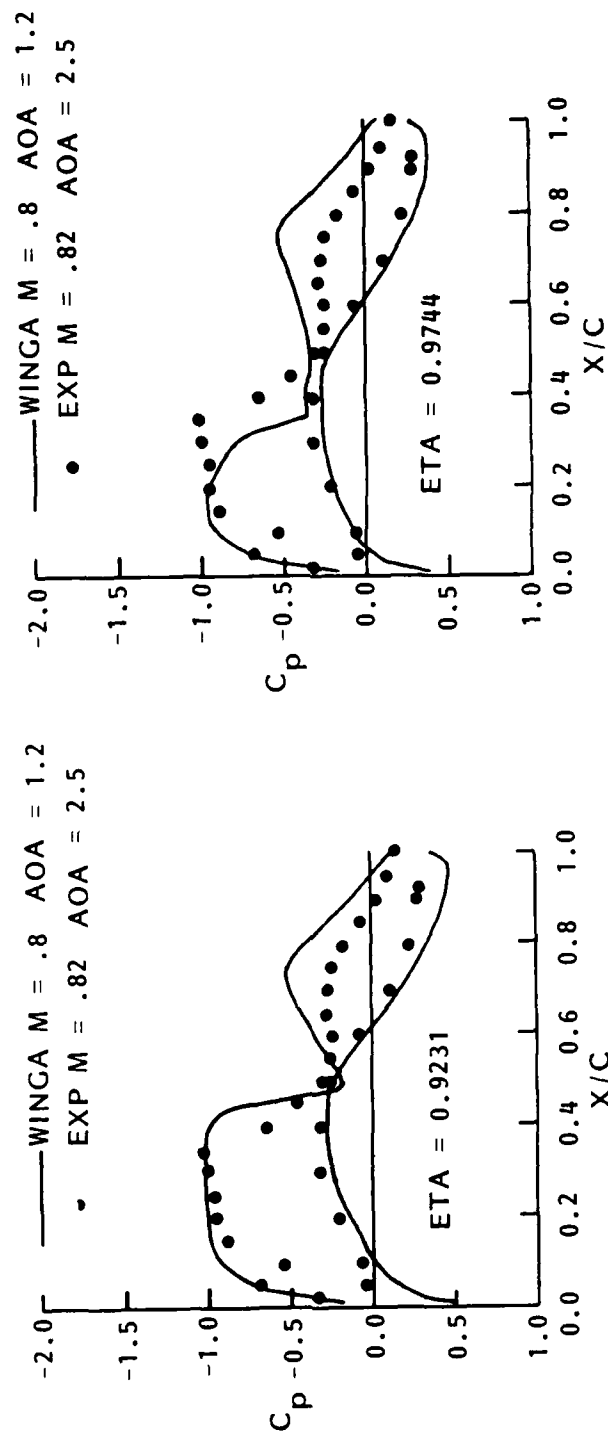 WINGA M = .8 AOA = 1.2
EXP M = .82 AOA = 2.5
-2.0
-1.5
-1.0
Cp -0.5
0.0
0.5
1.0
ETA = 0.9231
0.0 0.2 0.4 0.6 0.8 1.0
X/C
WINGA M = .8 AOA = 1.2
EXP M = .82 AOA = 2.5
-2.0
-1.5
-1.0
Cp -0.5
0.0
0.5
1.0
ETA = 0.9744
0.0 0.2 0.4 0.6 0.8 1.0
X/C